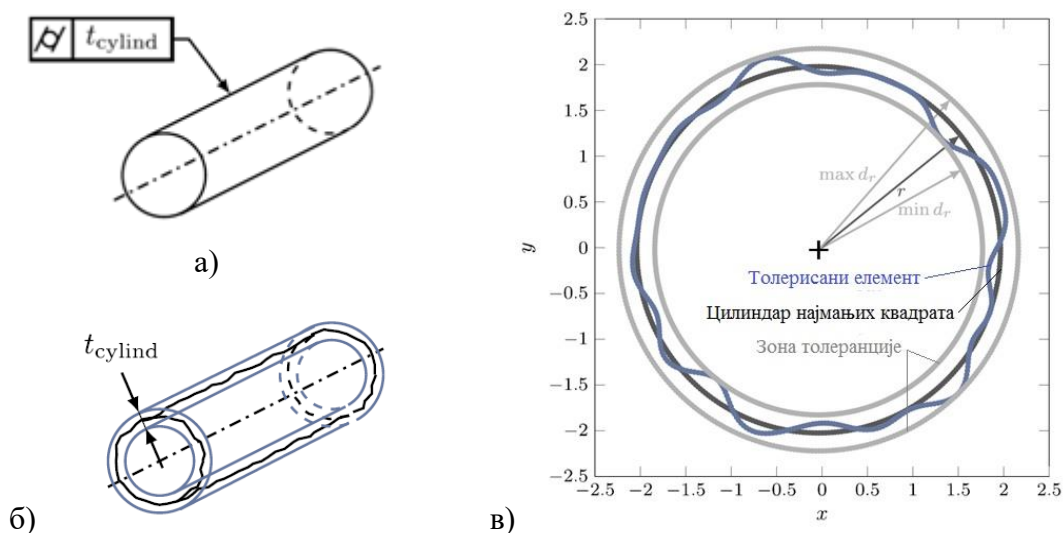 t_cylind
а)
t_cylind
б)
2.5
2
1.5
1
0.5
0
−0.5
−1
−1.5
−2
−2.5
y
max d_r
r
min d_r
Толерисани елемент
Цилиндар најмањих квадрата
Зона толеранције
−2.5 −2 −1.5 −1 −0.5 0 0.5 1 1.5 2 2.5
x
в)